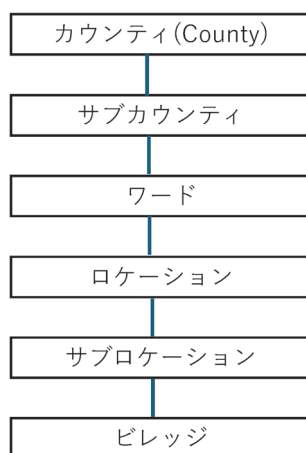 カウンティ(County)
サブカウンティ
ワード
ロケーション
サブロケーション
ビレッジ